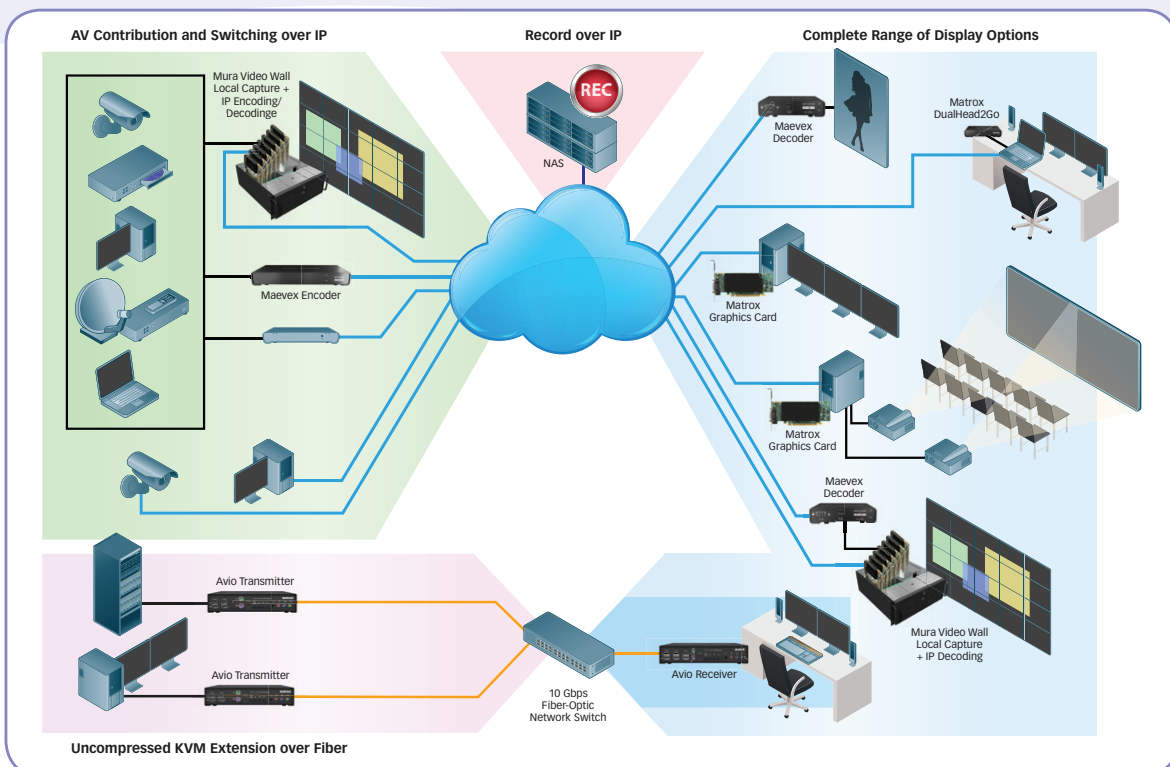 AV Contribution and Switching over IP
Record over IP
Complete Range of Display Options
Mura Video Wall
Local Capture +
IP Encoding/
Decodinge
REC
NAS
Maevex
Decoder
Matrox
DualHead2Go
Maevex Encoder
Matrox
Graphics Card
Matrox
Graphics Card
Maevex
Decoder
Mura Video Wall
Local Capture
+ IP Decoding
Avio Transmitter
Avio Transmitter
10 Gbps
Fiber-Optic
Network Switch
Avio Receiver
Uncompressed KVM Extension over Fiber